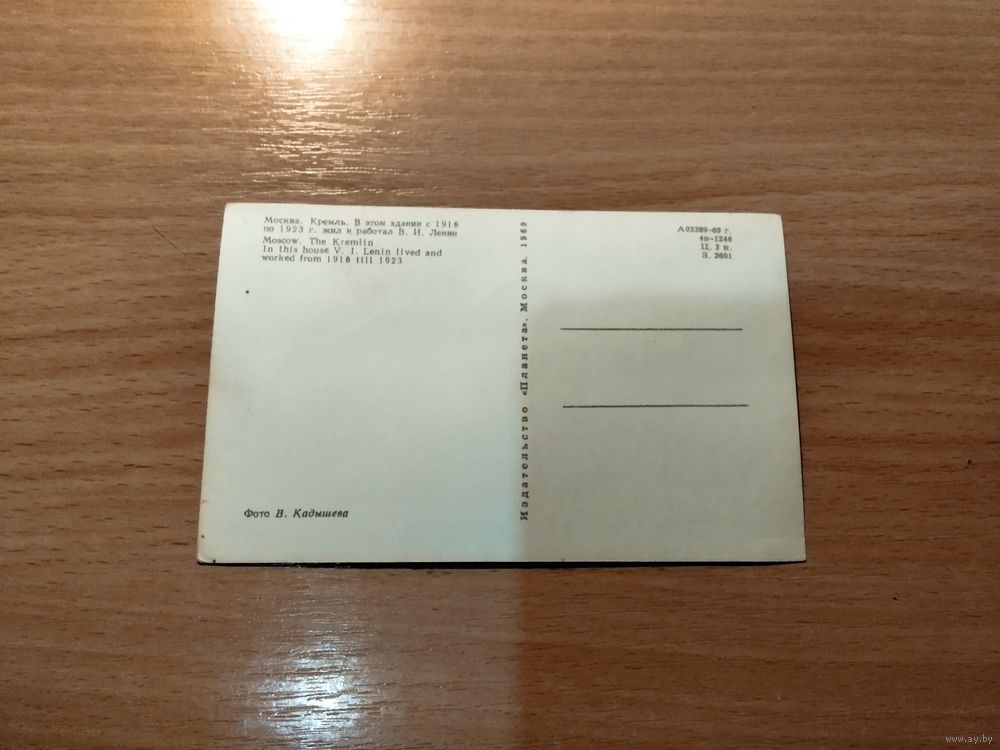 Москва. Кремль. В этом здании с 1918
по 1923 г. жил и работал В. И. Ленин
Moscow. The Kremlin
In this house V. I. Lenin lived and
worked from 1918 till 1923
Фото В. Кадышева
Издательство «Планета». Москва. 1969
А03389-69 г.
4п-1248
Ц. 3 к.
З. 2601
www.ay.by